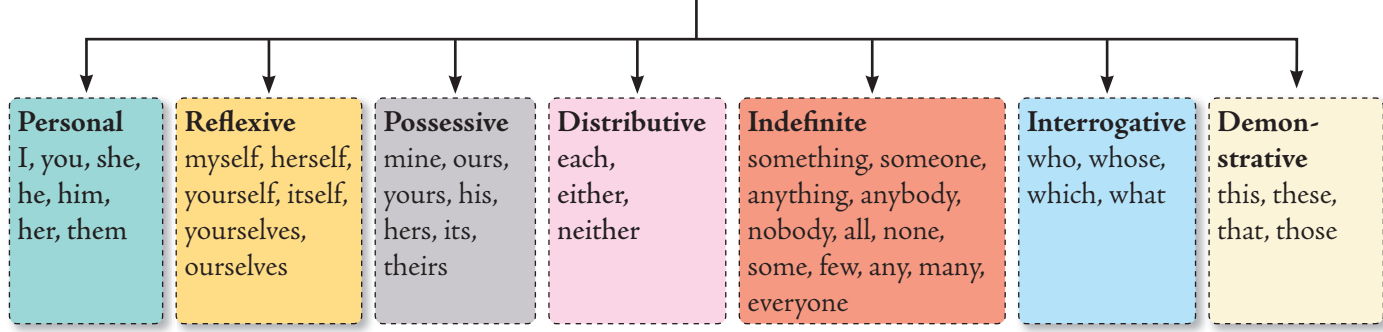 Personal
I, you, she,
he, him,
her, them
Reflexive
myself, herself,
yourself, itself,
yourselves,
ourselves
Possessive
mine, ours,
yours, his,
hers, its,
theirs
Distributive
each,
either,
neither
Indefinite
something, someone,
anything, anybody,
nobody, all, none,
some, few, any, many,
everyone
Interrogative
who, whose,
which, what
Demon-
strative
this, these,
that, those